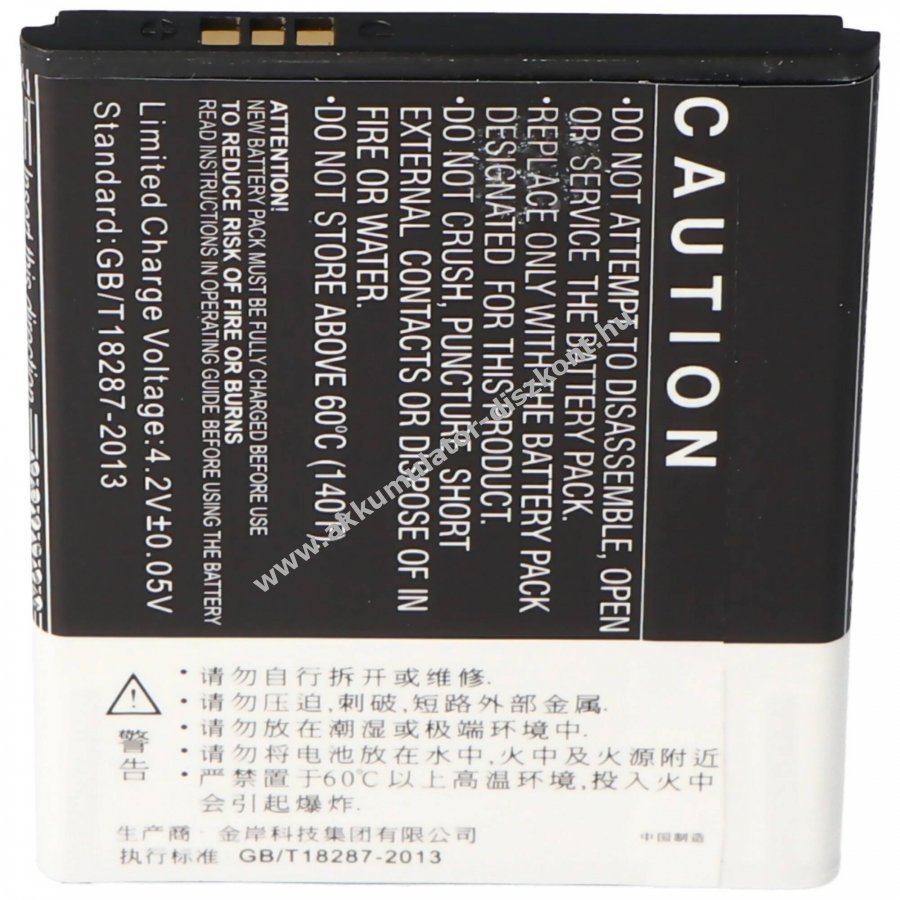 CAUTION
•DO NOT ATTEMPT TO DISASSEMBLE, OPEN
OR SERVICE THE BATTERY PACK.
•REPLACE ONLY WITH THE BATTERY PACK
DESIGNATED FOR THIS PRODUCT.
•DO NOT CRUSH, PUNCTURE, SHORT
EXTERNAL CONTACTS OR DISPOSE OF IN
FIRE OR WATER.
•DO NOT STORE ABOVE 60°C (140°F)
ATTENTION!
NEW BATTERY PACK MUST BE FULLY CHARGED BEFORE USE
TO REDUCE RISK OF FIRE OR BURNS
READ INSTRUCTION IN OPERATING GUIDE BEFORE USING THE BATTERY
Limited Charge Voltage:4.2V±0.05V
Standard:GB/T18287-2013
Insert this direction
www.akkumulator-diszkont.hu
警告
•请勿自行拆开或维修.
•请勿压迫,刺破,短路外部金属.
•请勿放在潮湿或极端环境中.
•请勿将电池放在水中,火中及火源附近
•严禁置于60℃以上高温环境,投入火中
会引起爆炸.
生产商: 金岸科技集团有限公司
中国制造
执行标准 GB/T18287-2013